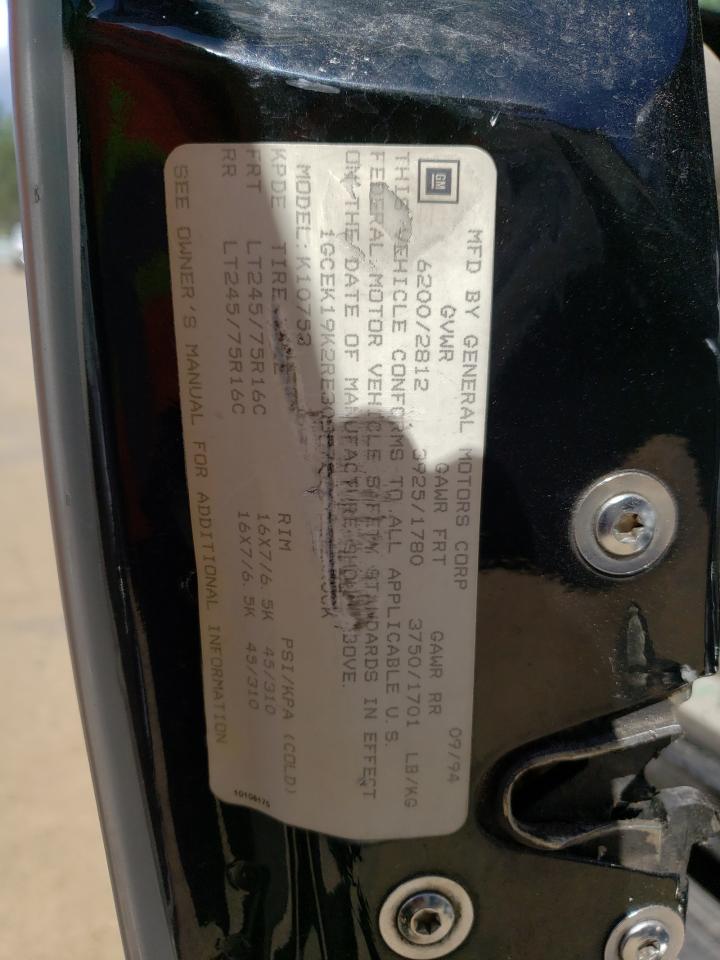 GM
MFD BY GENERAL MOTORS CORP 09/94
GVWR GAWR FRT GAWR RR
6200/2812 3925/1780 3750/1701 LB/KG
THIS VEHICLE CONFORMS TO ALL APPLICABLE U.S.
FEDERAL MOTOR VEHICLE SAFETY STANDARDS IN EFFECT
ON THE DATE OF MANUFACTURE SHOWN ABOVE.
MODEL: K10753
KPDE TIRE RIM PSI/KPA (COLD)
FRT LT245/75R16C 16X7/6.5K 45/310
RR LT245/75R16C 16X7/6.5K 45/310
SEE OWNER'S MANUAL FOR ADDITIONAL INFORMATION
10106175